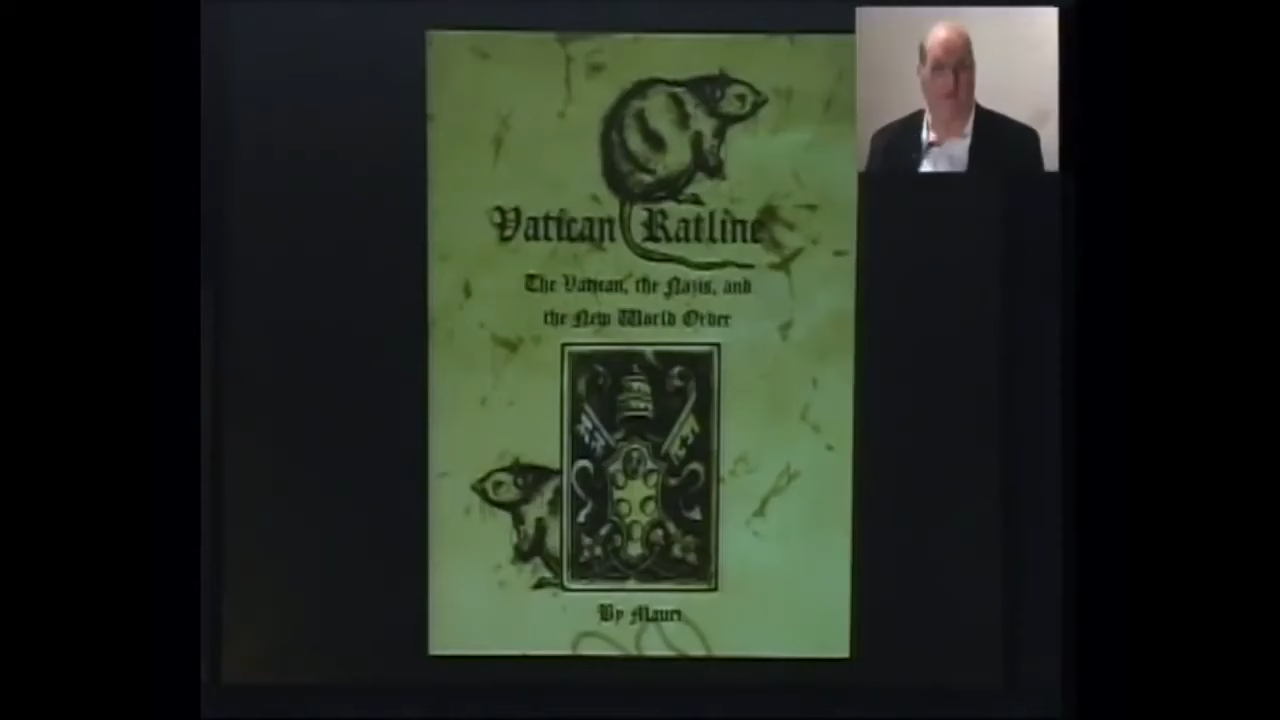 Vatican Ratline
The Vatican, the Nazis, and
the New World Order
By Mauri